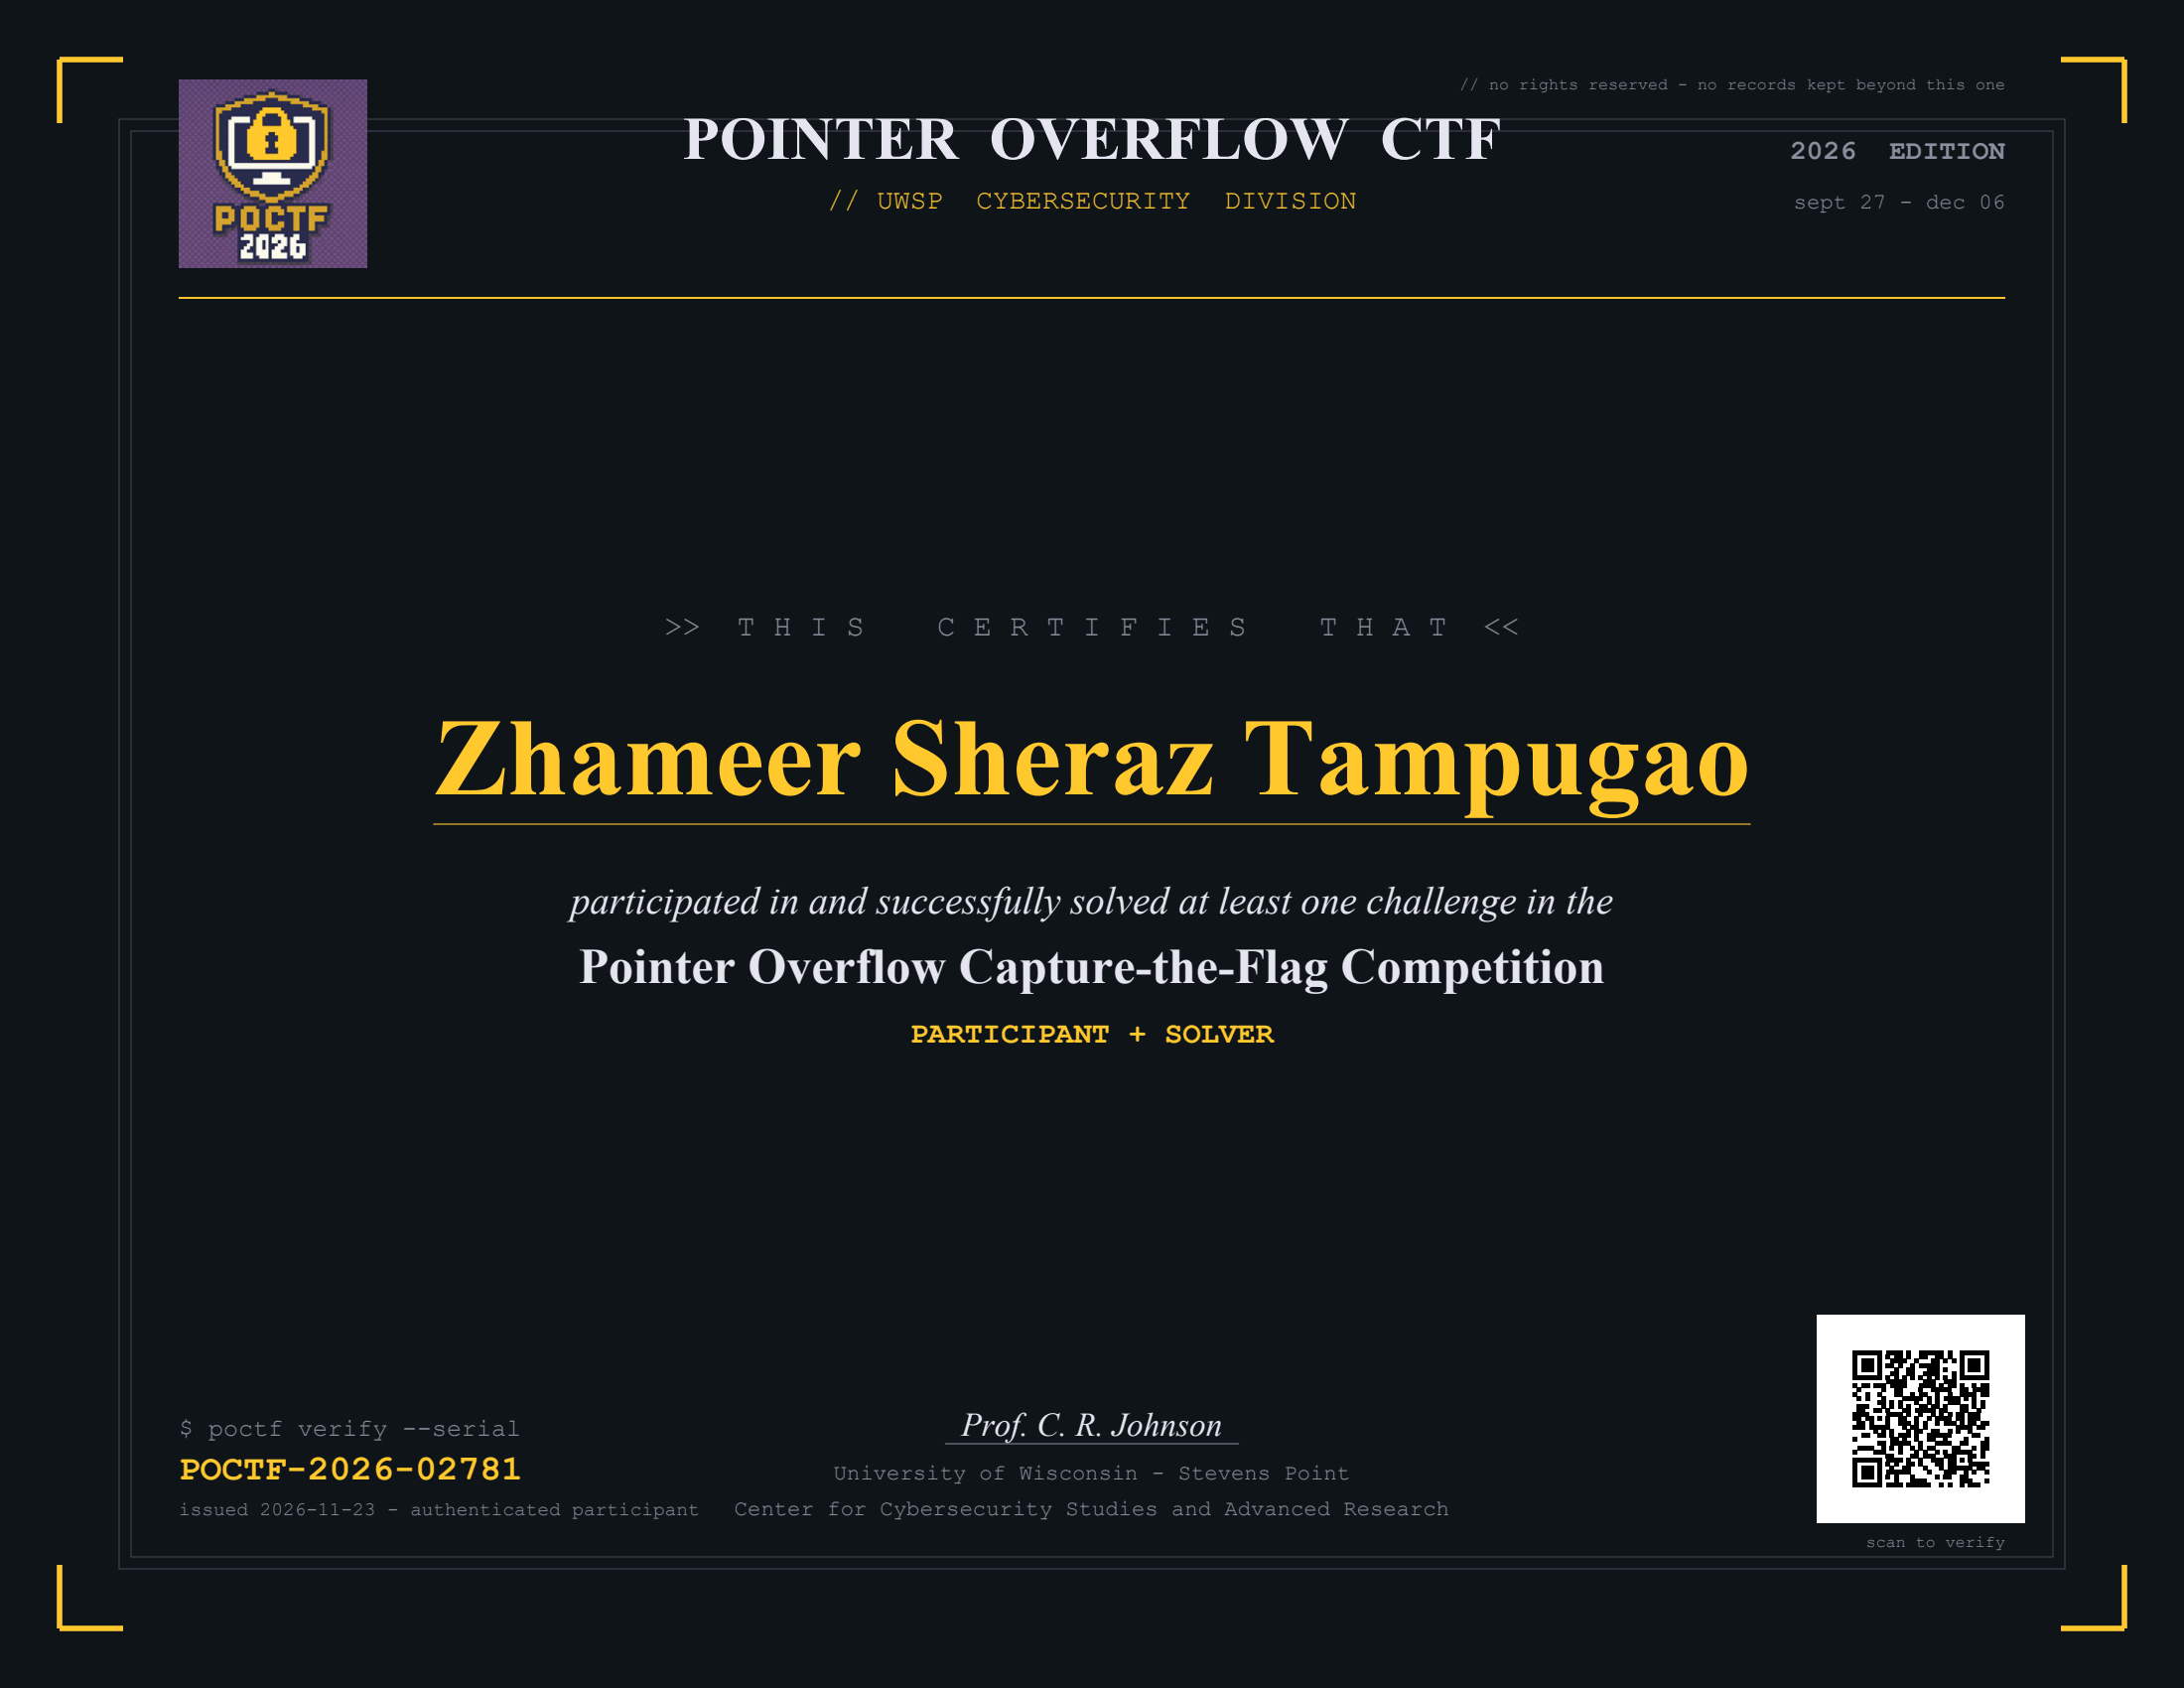 // no rights reserved - no records kept beyond this one
POCTF
2026
POINTER OVERFLOW CTF
// UWSP CYBERSECURITY DIVISION
2026 EDITION
sept 27 - dec 06
>> THIS CERTIFIES THAT <<
Zhameer Sheraz Tampugao
participated in and successfully solved at least one challenge in the
Pointer Overflow Capture-the-Flag Competition
PARTICIPANT + SOLVER
$ poctf verify --serial
POCTF-2026-02781
issued 2026-11-23 - authenticated participant
Prof. C. R. Johnson
University of Wisconsin - Stevens Point
Center for Cybersecurity Studies and Advanced Research
scan to verify